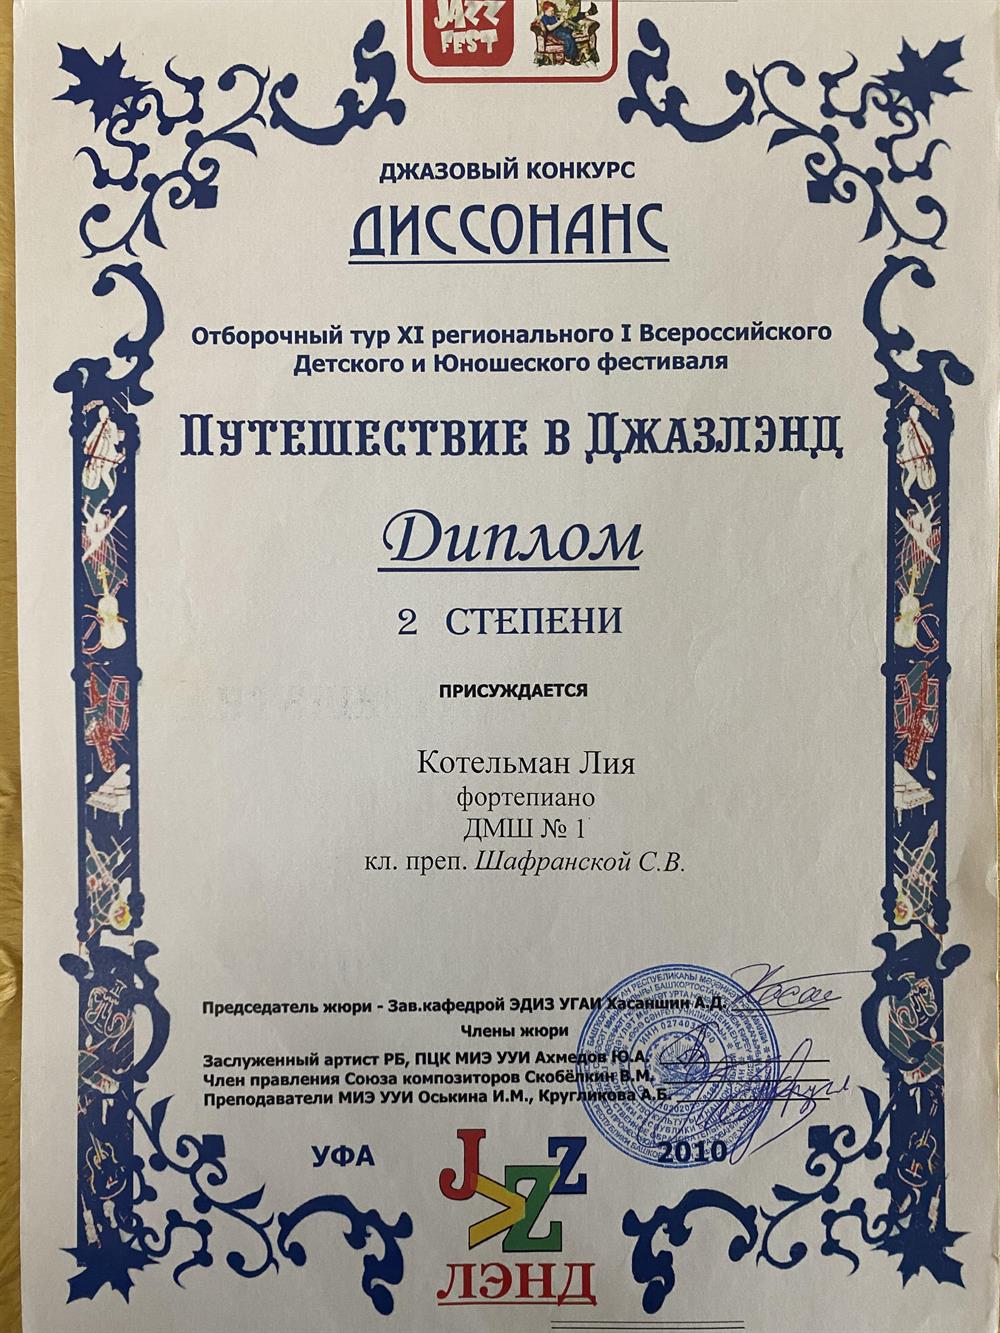 JAZZ
FEST
ДЖАЗОВЫЙ КОНКУРС
ДИССОНАНС
Отборочный тур XI регионального I Всероссийского
Детского и Юношеского фестиваля
ПУТЕШЕСТВИЕ В ДЖАЗЛЭНД
Диплом
2 СТЕПЕНИ
ПРИСУЖДАЕТСЯ
Котельман Лия
фортепиано
ДМШ № 1
кл. преп. Шафранской С.В.
Председатель жюри - Зав.кафедрой ЭДИЗ УГАИ Хасаншин А.Д.
Члены жюри
Заслуженный артист РБ, ПЦК МИЭ УУИ Ахмедов Ю.А.
Член правления Союза композиторов Скобёлкин В.М.
Преподаватели МИЭ УУИ Оськина И.М., Кругликова А.Б.
УФА
2010
J>ZZ
ЛЭНД